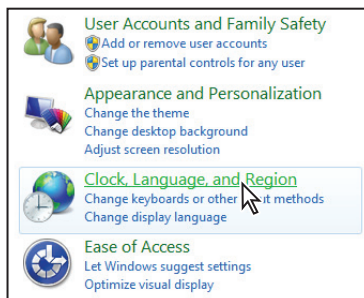 User Accounts and Family Safety
Add or remove user accounts
Set up parental controls for any user
Appearance and Personalization
Change the theme
Change desktop background
Adjust screen resolution
Clock, Language, and Region
Change keyboards or other methods
Change display language
Ease of Access
Let Windows suggest settings
Optimize visual display